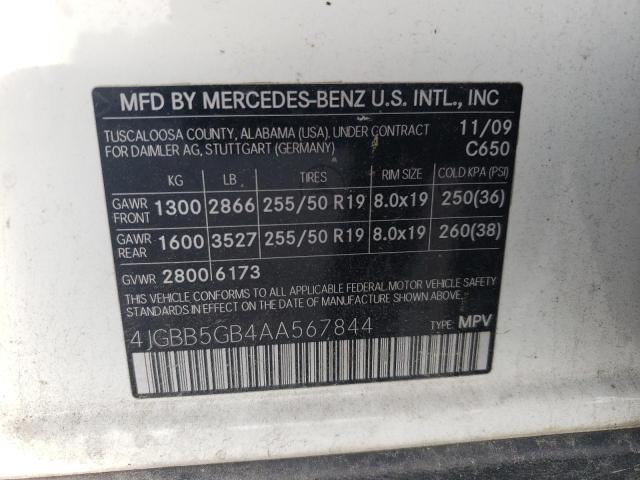 MFD BY MERCEDES-BENZ U.S. INTL., INC
TUSCALOOSA COUNTY, ALABAMA (USA), UNDER CONTRACT 11/09
FOR DAIMLER AG, STUTTGART (GERMANY) C650
KG LB TIRES RIM SIZE COLD KPA (PSI)
GAWR FRONT 1300 2866 255/50 R19 8.0x19 250(36)
GAWR REAR 1600 3527 255/50 R19 8.0x19 260(38)
GVWR 2800 6173
THIS VEHICLE CONFORMS TO ALL APPLICABLE FEDERAL MOTOR VEHICLE SAFETY
STANDARDS IN EFFECT ON THE DATE OF MANUFACTURE SHOWN ABOVE.
4JGBB5GB4AA567844 TYPE: MPV